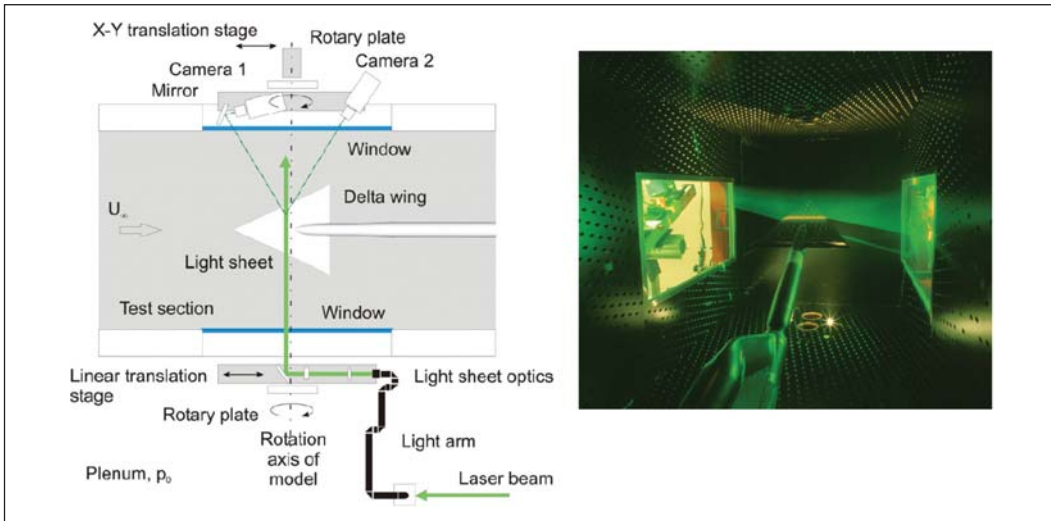 X-Y translation stage
Rotary plate
Camera 1
Camera 2
Mirror
Window
Delta wing
U∞
Light sheet
Test section
Window
Linear translation
stage
Light sheet optics
Rotary plate
Rotation
axis of
model
Light arm
Plenum, p₀
Laser beam